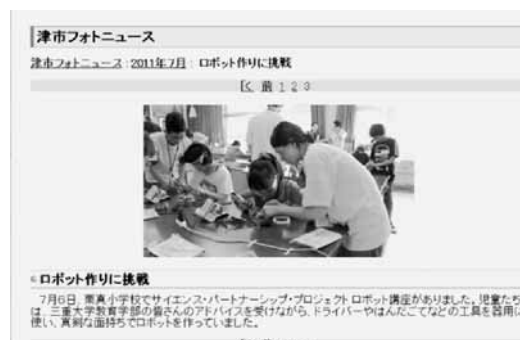 津市フォトニュース
津市フォトニュース : 2011年7月 : ロボット作りに挑戦
|< 前 1 2 3
ロボット作りに挑戦
7月6日、栗真小学校でサイエンス・パートナーシップ・プロジェクト ロボット講座がありました。児童たち
は、三重大学教育学部の皆さんのアドバイスを受けながら、ドライバーやはんだごてなどの工具を器用に
使い、真剣な面持ちでロボットを作っていました。